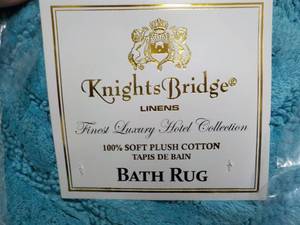 KnightsBridge®
LINENS
Finest Luxury Hotel Collection
100% SOFT PLUSH COTTON
TAPIS DE BAIN
BATH RUG